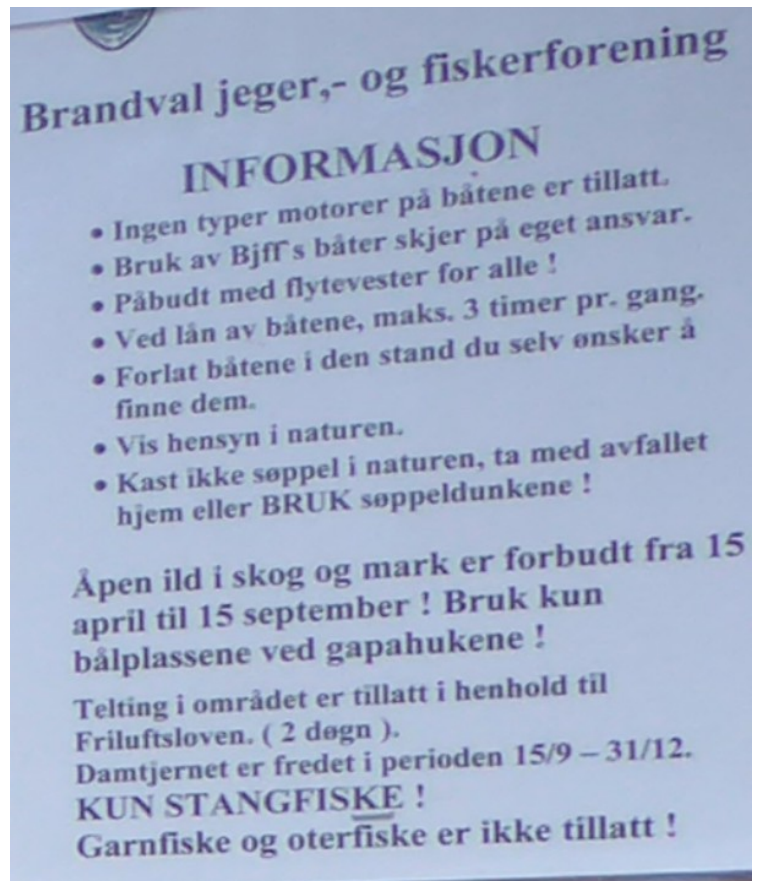 Brandval jeger,- og fiskerforening
INFORMASJON
• Ingen typer motorer på båtene er tillatt.
• Bruk av Bjff's båter skjer på eget ansvar.
• Påbudt med flytevester for alle !
• Ved lån av båtene, maks. 3 timer pr. gang.
• Forlat båtene i den stand du selv ønsker å
finne dem.
• Vis hensyn i naturen.
• Kast ikke søppel i naturen, ta med avfallet
hjem eller BRUK søppeldunkene !
Åpen ild i skog og mark er forbudt fra 15
april til 15 september ! Bruk kun
bålplassene ved gapahukene !
Telting i området er tillatt i henhold til
Friluftsloven. ( 2 døgn ).
Damtjernet er fredet i perioden 15/9 – 31/12.
KUN STANGFISKE !
Garnfiske og oterfiske er ikke tillatt !